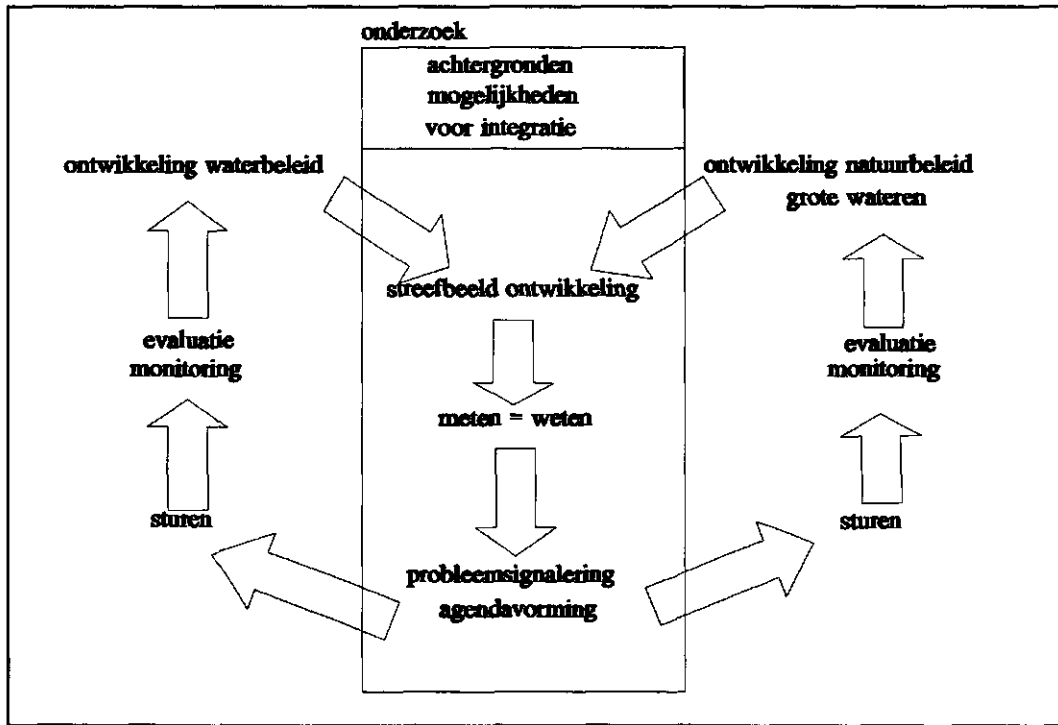 onderzoek
achtergronden
mogelijkheden
voor integratie
ontwikkeling waterbeleid
ontwikkeling natuurbeleid
grote wateren
streefbeeld ontwikkeling
evaluatie
monitoring
evaluatie
monitoring
meten = weten
sturen
sturen
probleemsignalering
agendavorming